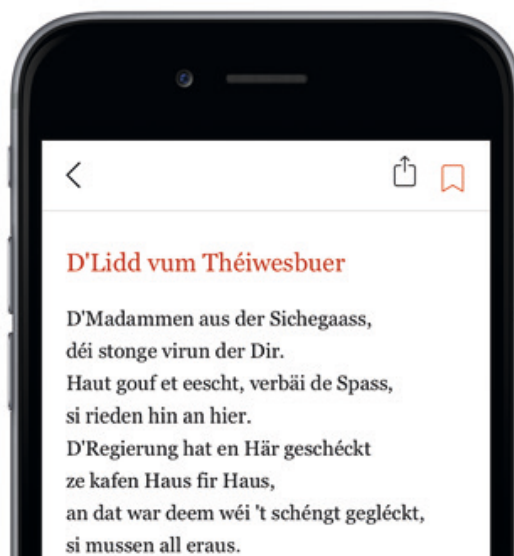 D'Lidd vum Théiwesbuer
D'Madammen aus der Sichegaass,
déi stonge virun der Dir.
Haut gouf et eescht, verbäi de Spass,
si rieden hin an hier.
D'Regierung hat en Här geschéckt
ze kafen Haus fir Haus,
an dat war deem wéi 't schéngt gegléckt,
si mussen all eraus.